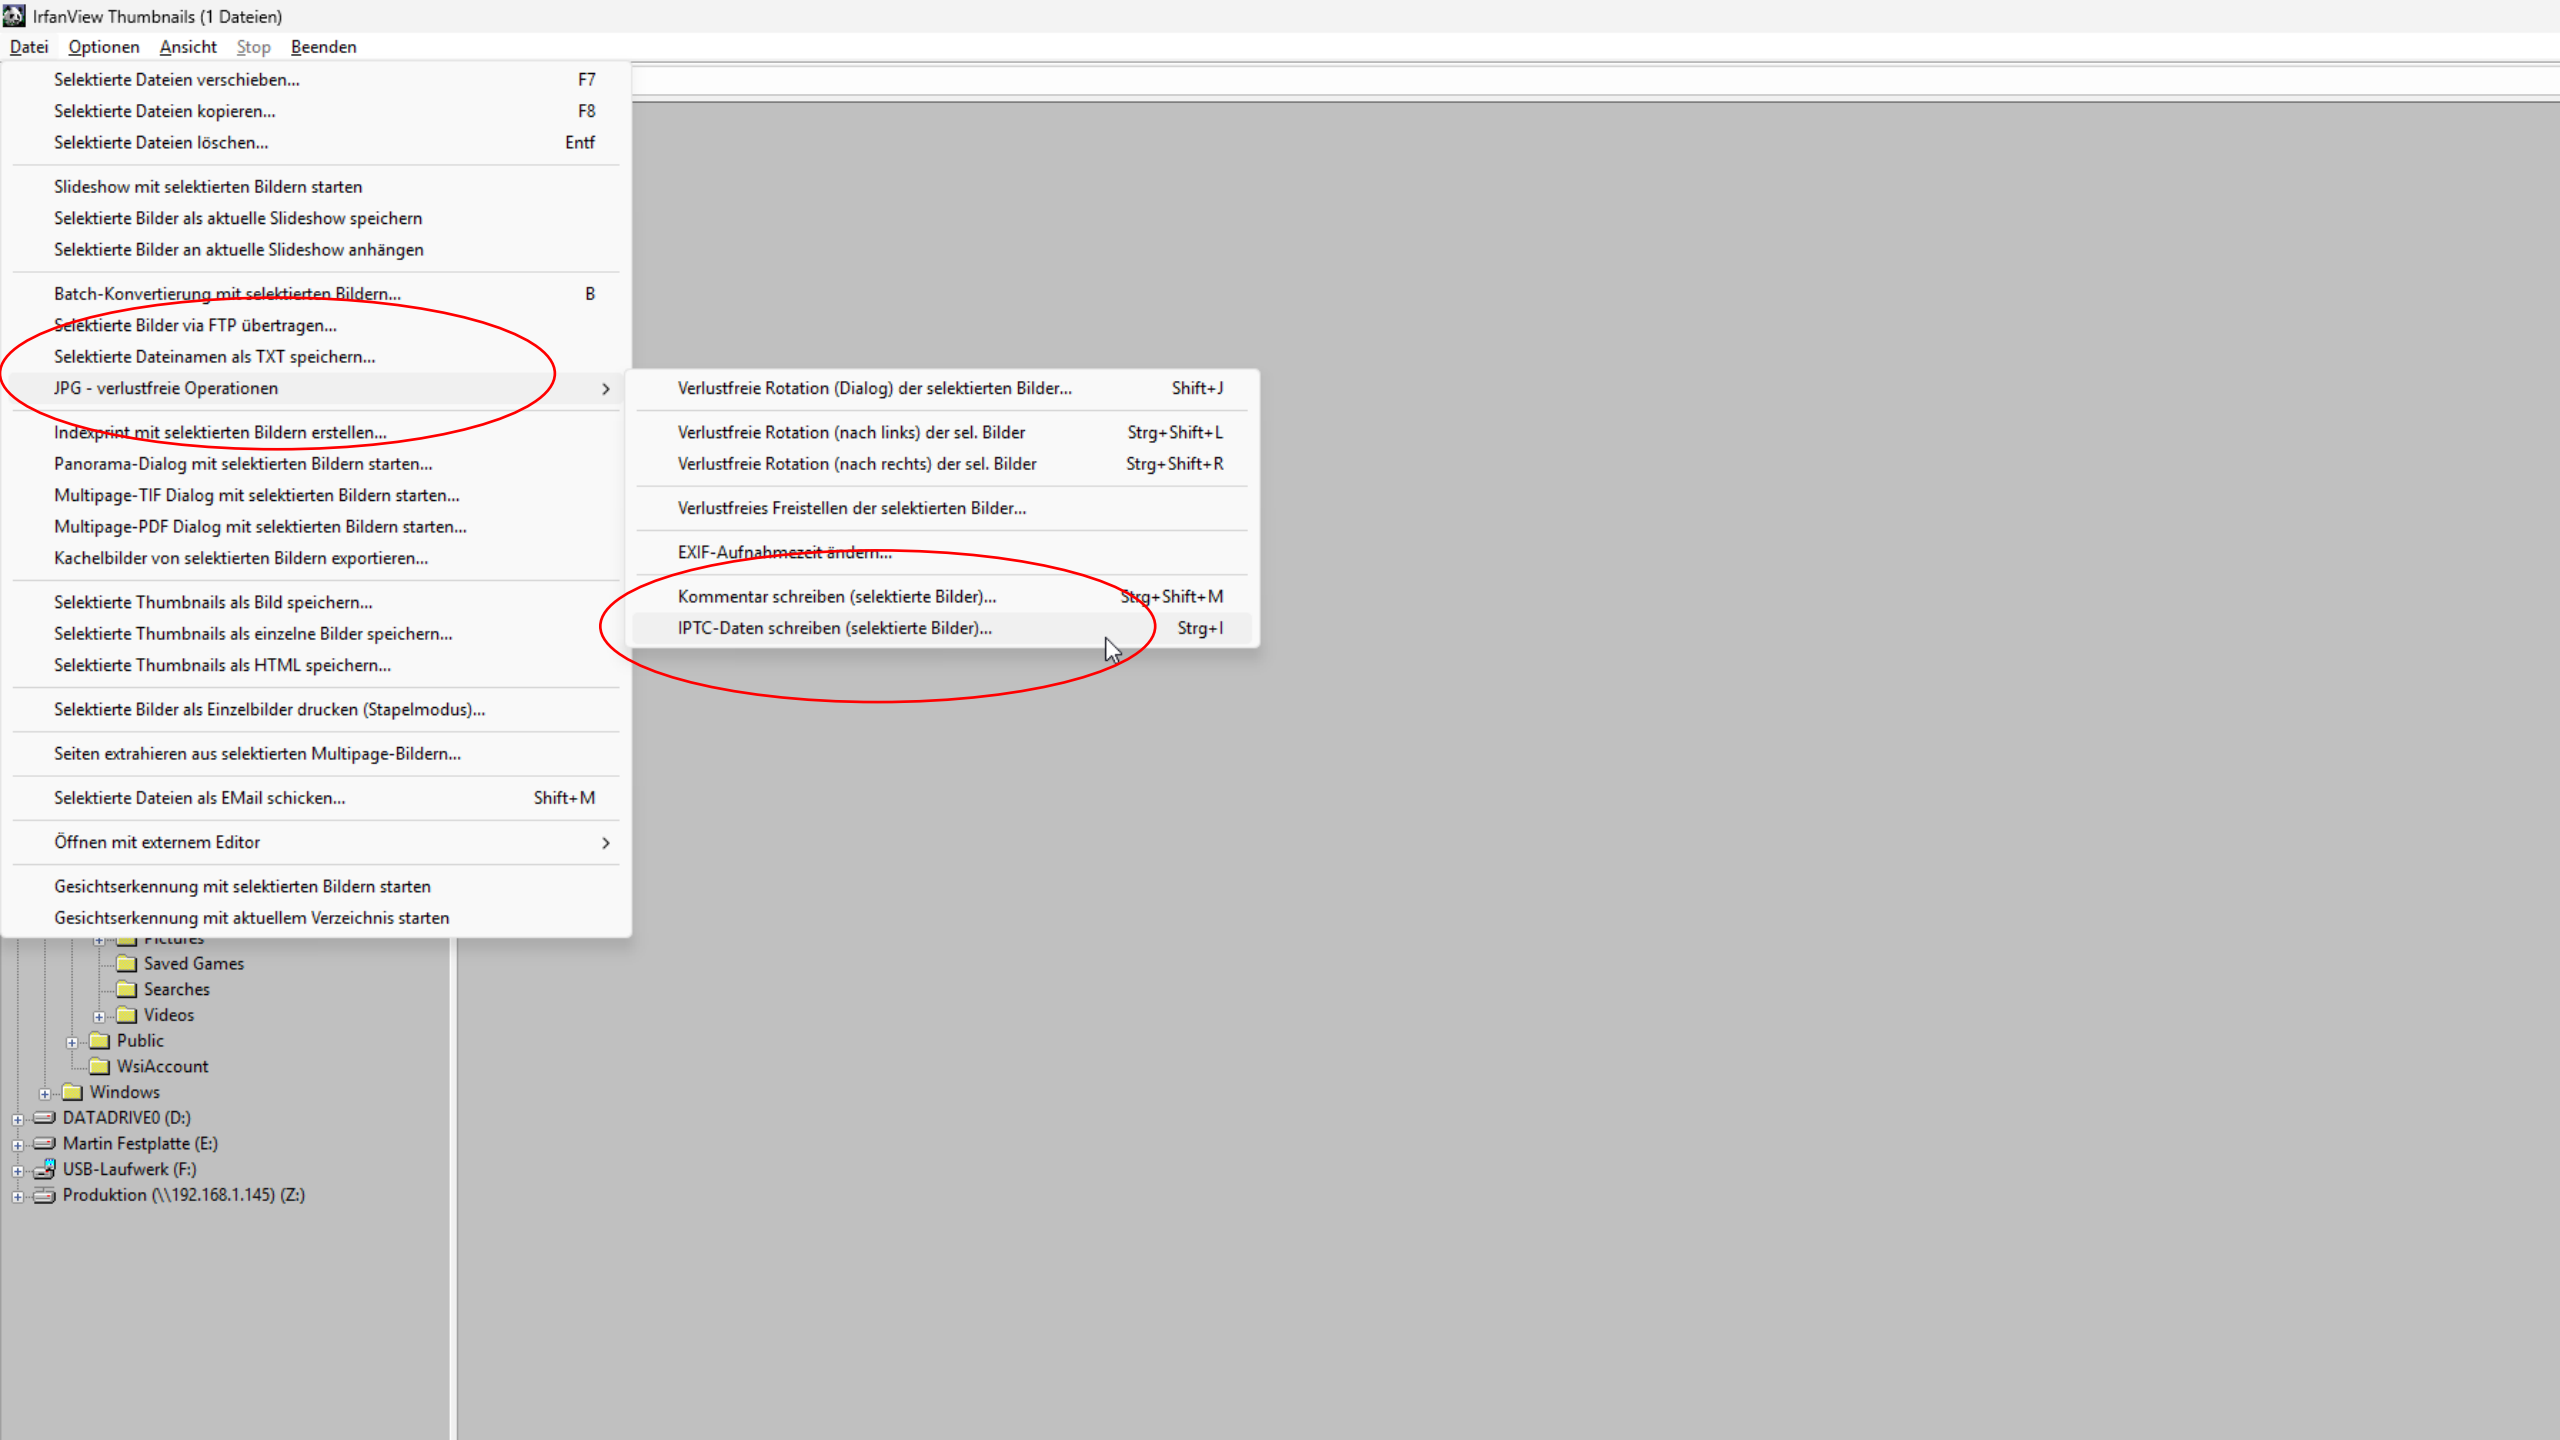 IrfanView Thumbnails (1 Dateien)
Datei Optionen Ansicht Stop Beenden
Selektierte Dateien verschieben... F7
Selektierte Dateien kopieren... F8
Selektierte Dateien löschen... Entf
Slideshow mit selektierten Bildern starten
Selektierte Bilder als aktuelle Slideshow speichern
Selektierte Bilder an aktuelle Slideshow anhängen
Batch-Konvertierung mit selektierten Bildern... B
Selektierte Bilder via FTP übertragen...
Selektierte Dateinamen als TXT speichern...
JPG - verlustfreie Operationen
Indexprint mit selektierten Bildern erstellen...
Panorama-Dialog mit selektierten Bildern starten...
Multipage-TIF Dialog mit selektierten Bildern starten...
Multipage-PDF Dialog mit selektierten Bildern starten...
Kachelbilder von selektierten Bildern exportieren...
Selektierte Thumbnails als Bild speichern...
Selektierte Thumbnails als einzelne Bilder speichern...
Selektierte Thumbnails als HTML speichern...
Selektierte Bilder als Einzelbilder drucken (Stapelmodus)...
Seiten extrahieren aus selektierten Multipage-Bildern...
Selektierte Dateien als EMail schicken... Shift+M
Öffnen mit externem Editor
Gesichtserkennung mit selektierten Bildern starten
Gesichtserkennung mit aktuellem Verzeichnis starten
Verlustfreie Rotation (Dialog) der selektierten Bilder... Shift+J
Verlustfreie Rotation (nach links) der sel. Bilder Strg+Shift+L
Verlustfreie Rotation (nach rechts) der sel. Bilder Strg+Shift+R
Verlustfreies Freistellen der selektierten Bilder...
EXIF-Aufnahmezeit ändern...
Kommentar schreiben (selektierte Bilder)... Strg+Shift+M
IPTC-Daten schreiben (selektierte Bilder)... Strg+I
Pictures
Saved Games
Searches
Videos
Public
WsiAccount
Windows
DATADRIVE0 (D:)
Martin Festplatte (E:)
USB-Laufwerk (F:)
Produktion (\\192.168.1.145) (Z:)